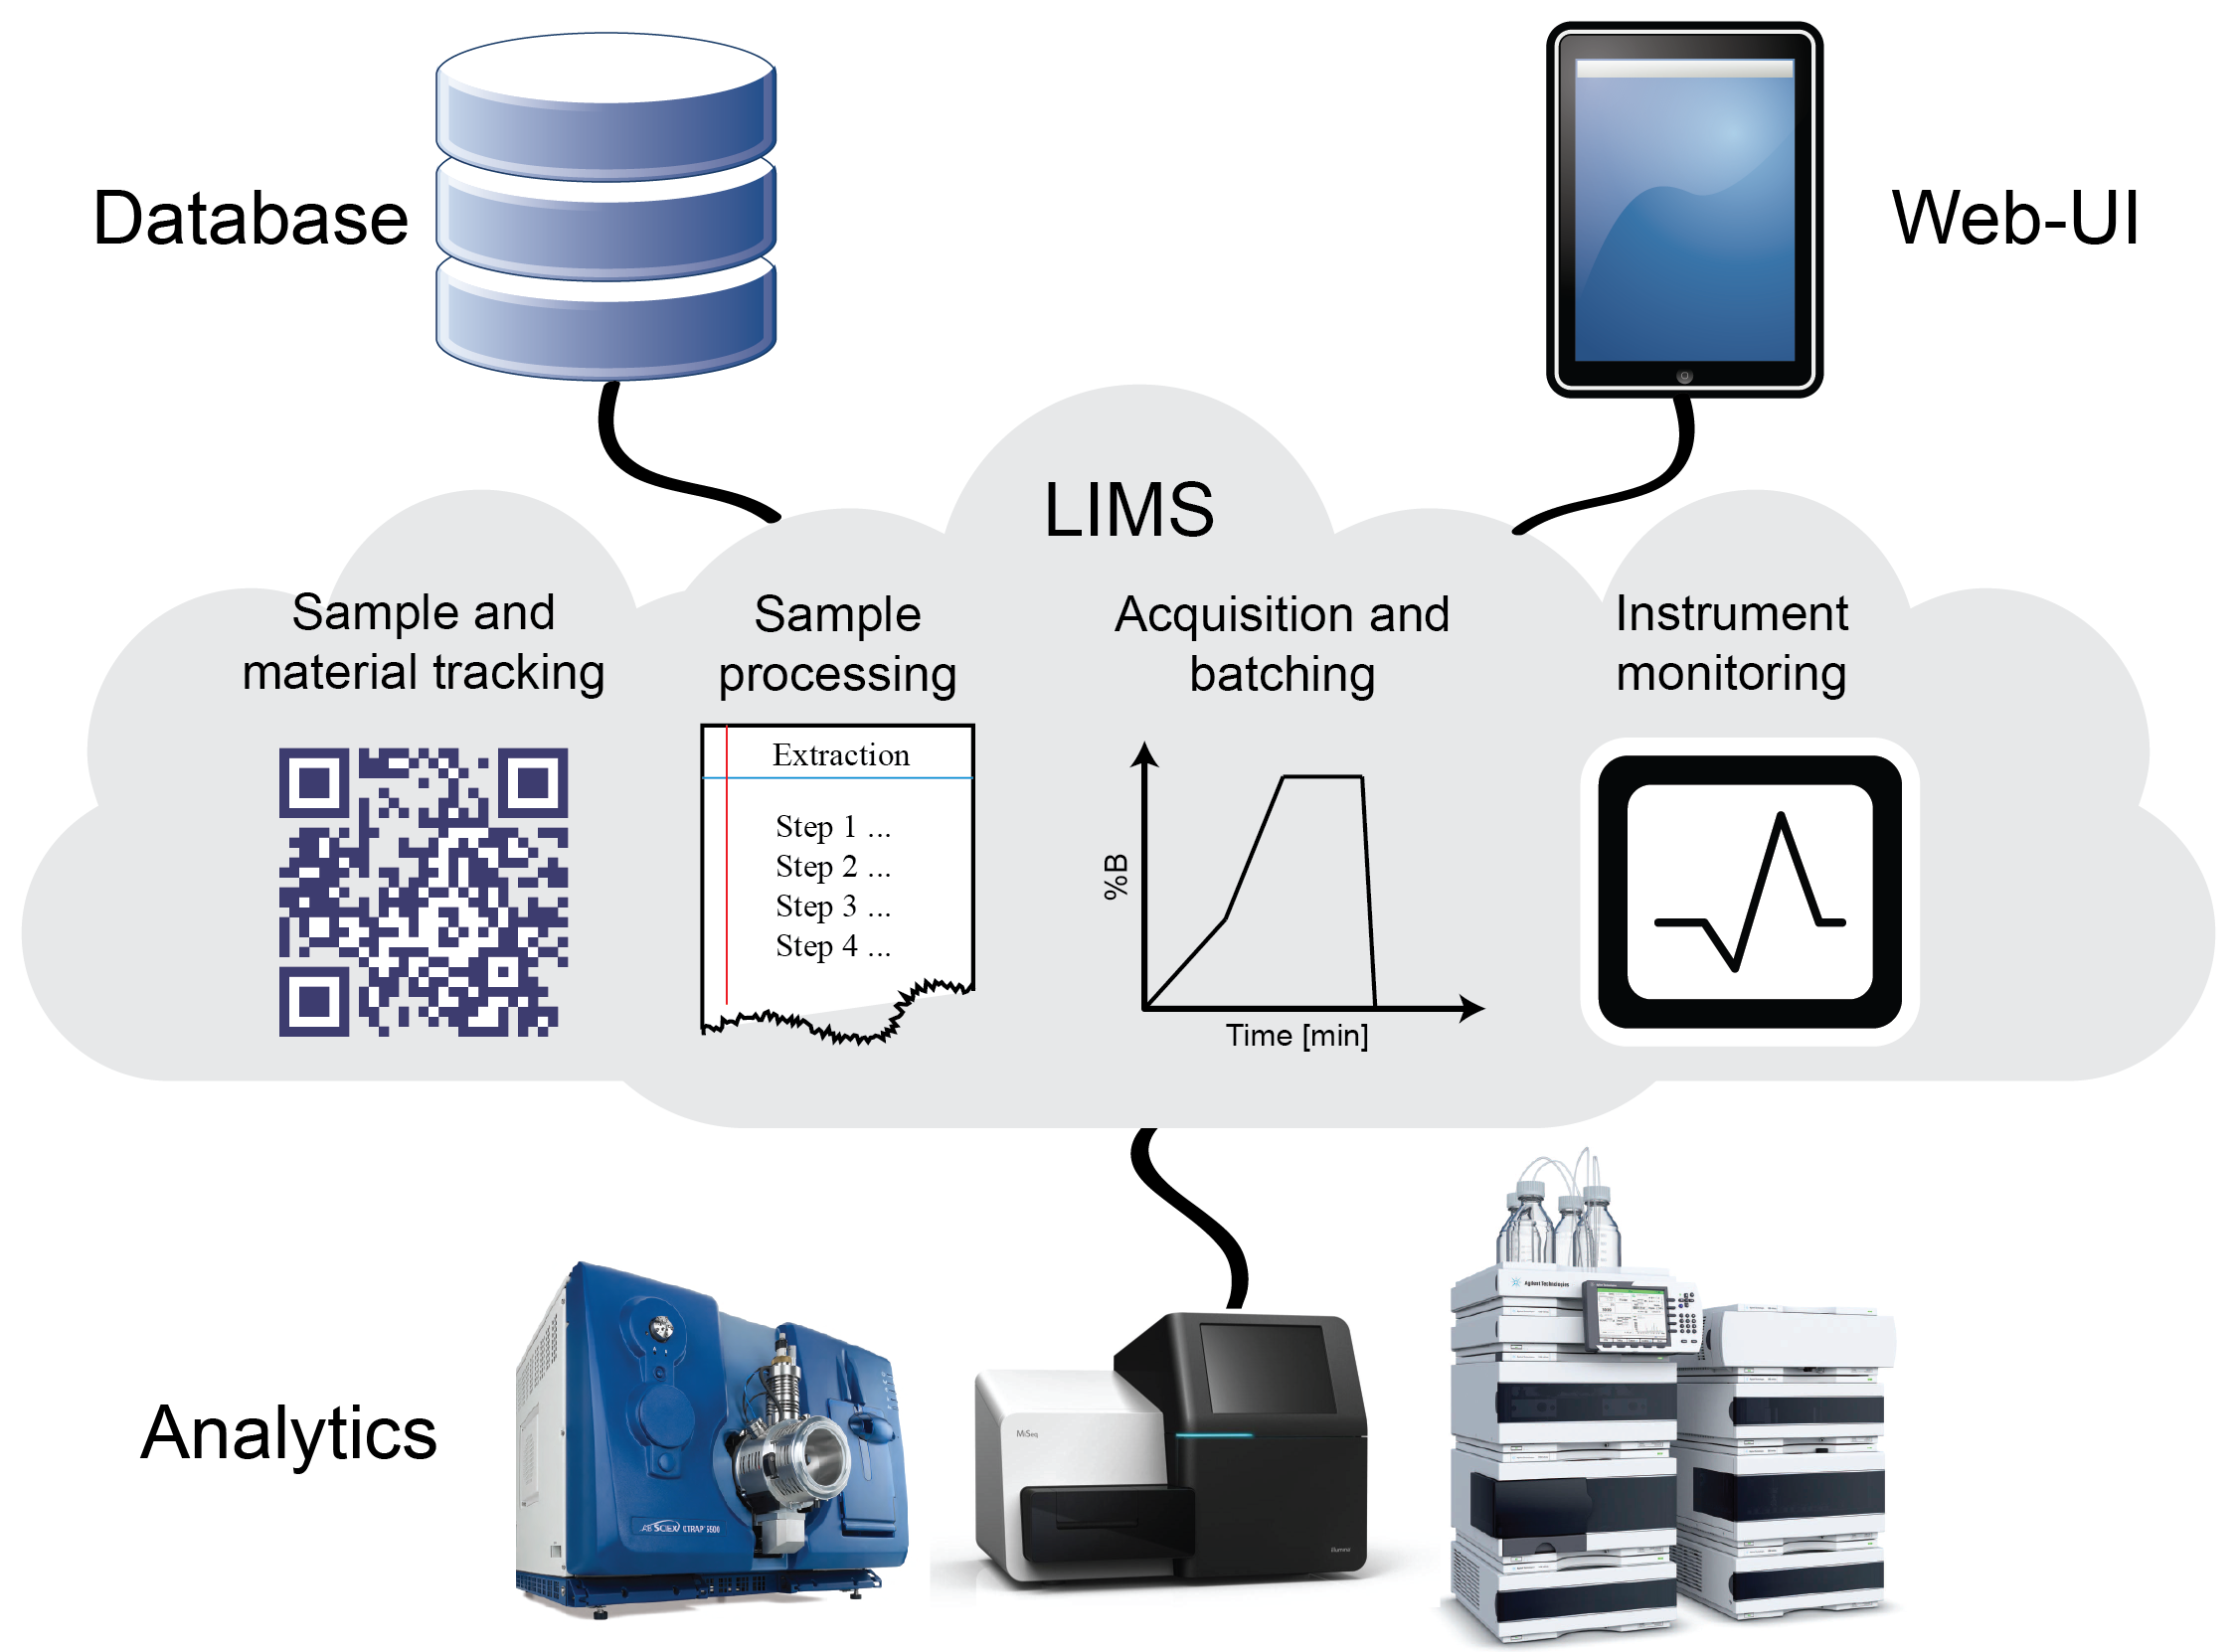 Database
Web-UI
LIMS
Sample and
material tracking
Sample
processing
Acquisition and
batching
Instrument
monitoring
Extraction
Step 1 ...
Step 2 ...
Step 3 ...
Step 4 ...
%B
Time [min]
Analytics
AB SCIEX QTRAP 5500
MiSeq
illumina
Agilent Technologies